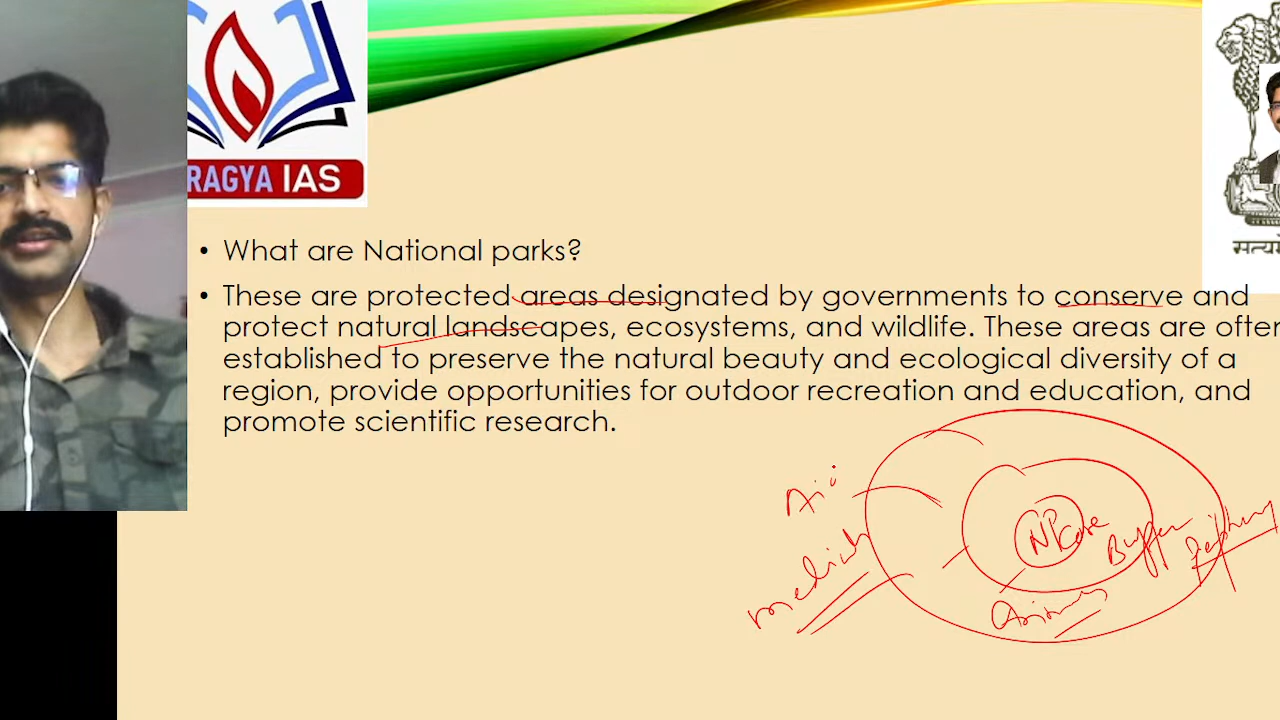 RAGYA IAS
सत्यमे
• What are National parks?
• These are protected areas designated by governments to conserve and
protect natural landscapes, ecosystems, and wildlife. These areas are often
established to preserve the natural beauty and ecological diversity of a
region, provide opportunities for outdoor recreation and education, and
promote scientific research.
NP Core
Buffer